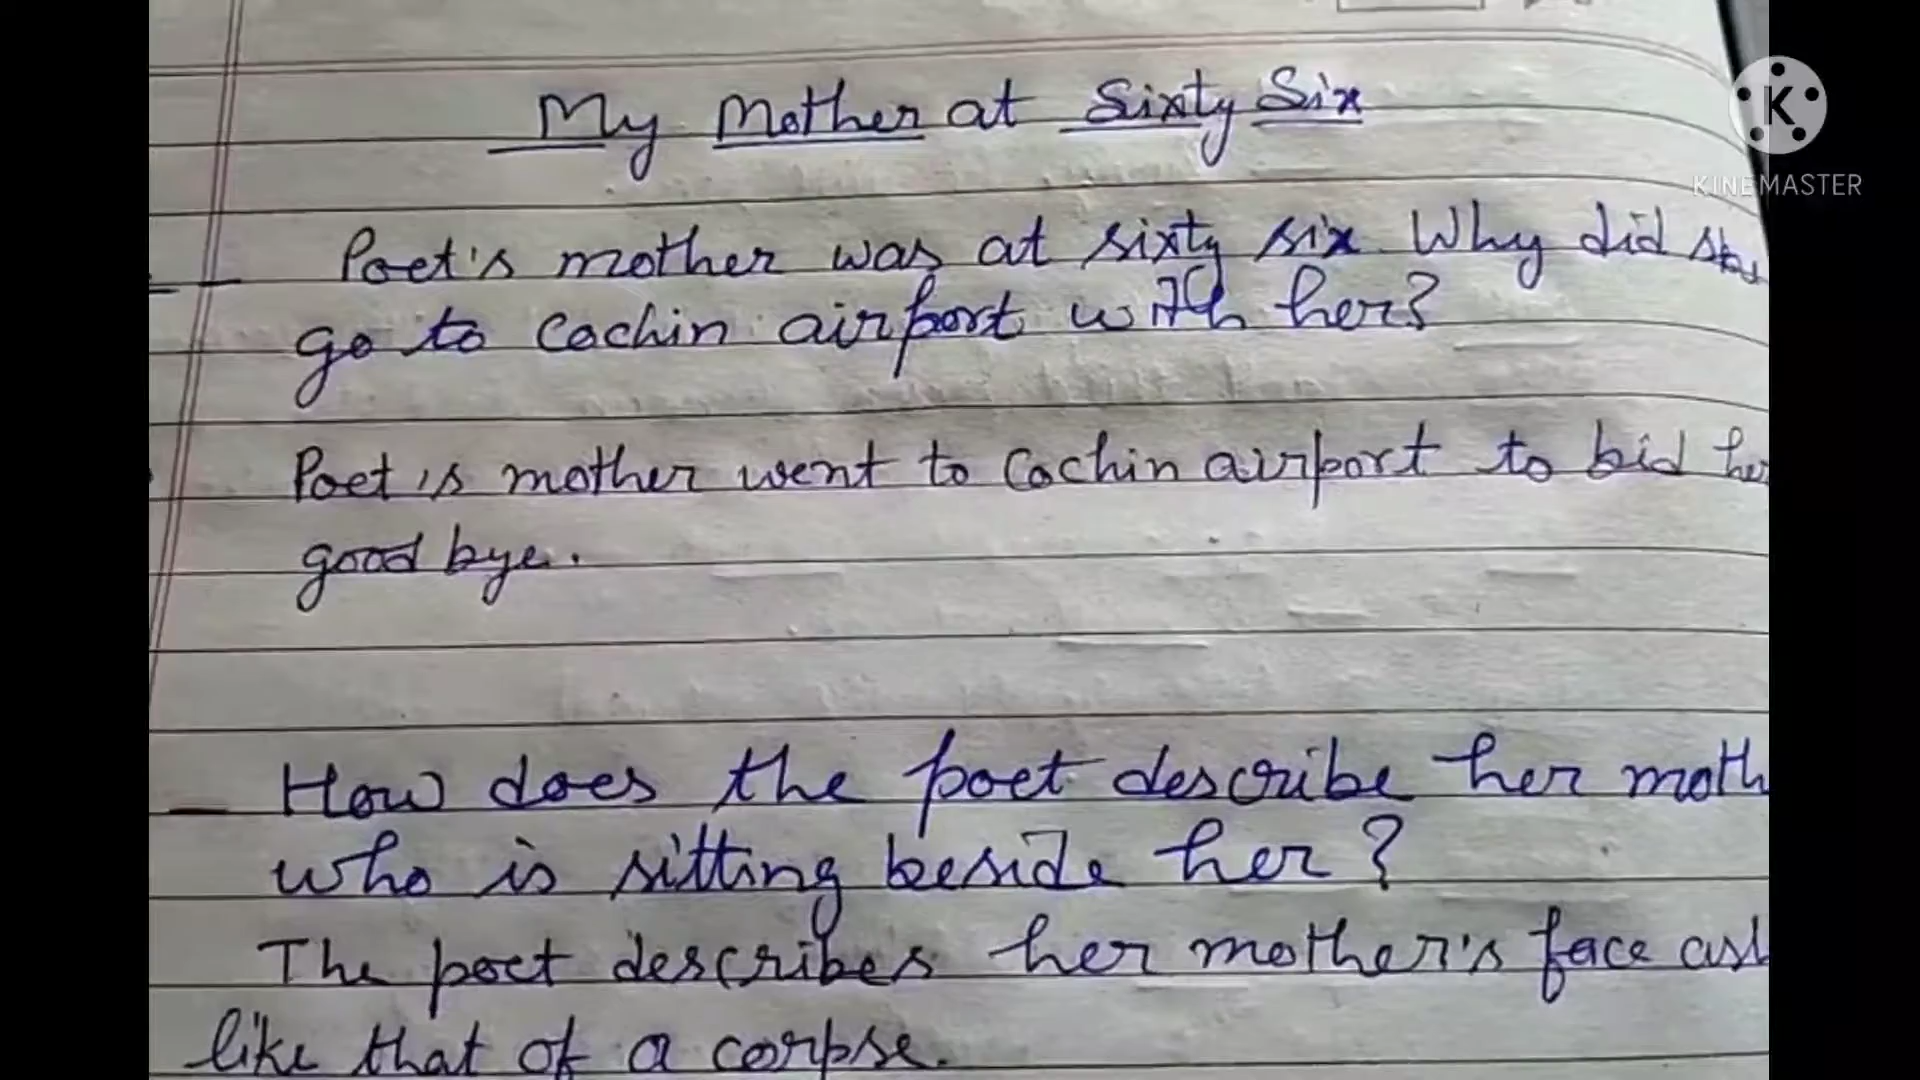 My Mother at Sixty Six
KINEMASTER
Poet's mother was at sixty six. Why did she
go to Cochin airport with her?
Poet's mother went to Cochin airport to bid her
good bye.
How does the poet describe her moth
who is sitting beside her?
The poet describes her mother's face ash
like that of a corpse.